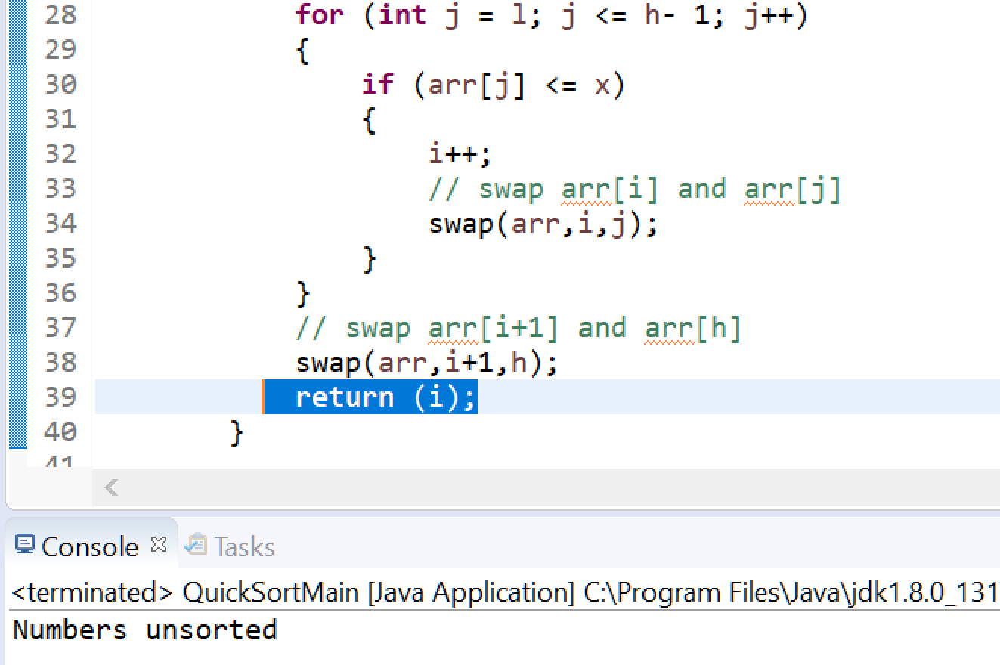 28 for (int j = l; j <= h- 1; j++)
29 {
30 if (arr[j] <= x)
31 {
32 i++;
33 // swap arr[i] and arr[j]
34 swap(arr,i,j);
35 }
36 }
37 // swap arr[i+1] and arr[h]
38 swap(arr,i+1,h);
39 return (i);
40 }
41
Console Tasks
<terminated> QuickSortMain [Java Application] C:\Program Files\Java\jdk1.8.0_131
Numbers unsorted